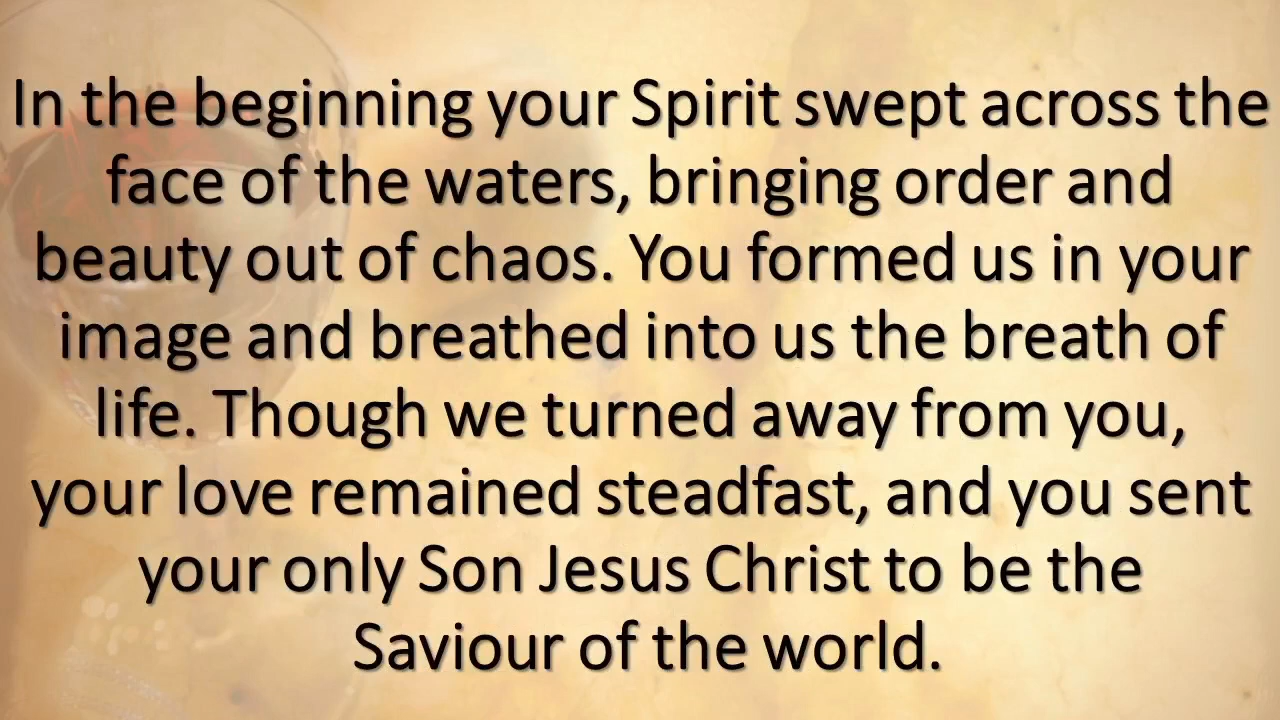 In the beginning your Spirit swept across the
face of the waters, bringing order and
beauty out of chaos. You formed us in your
image and breathed into us the breath of
life. Though we turned away from you,
your love remained steadfast, and you sent
your only Son Jesus Christ to be the
Saviour of the world.